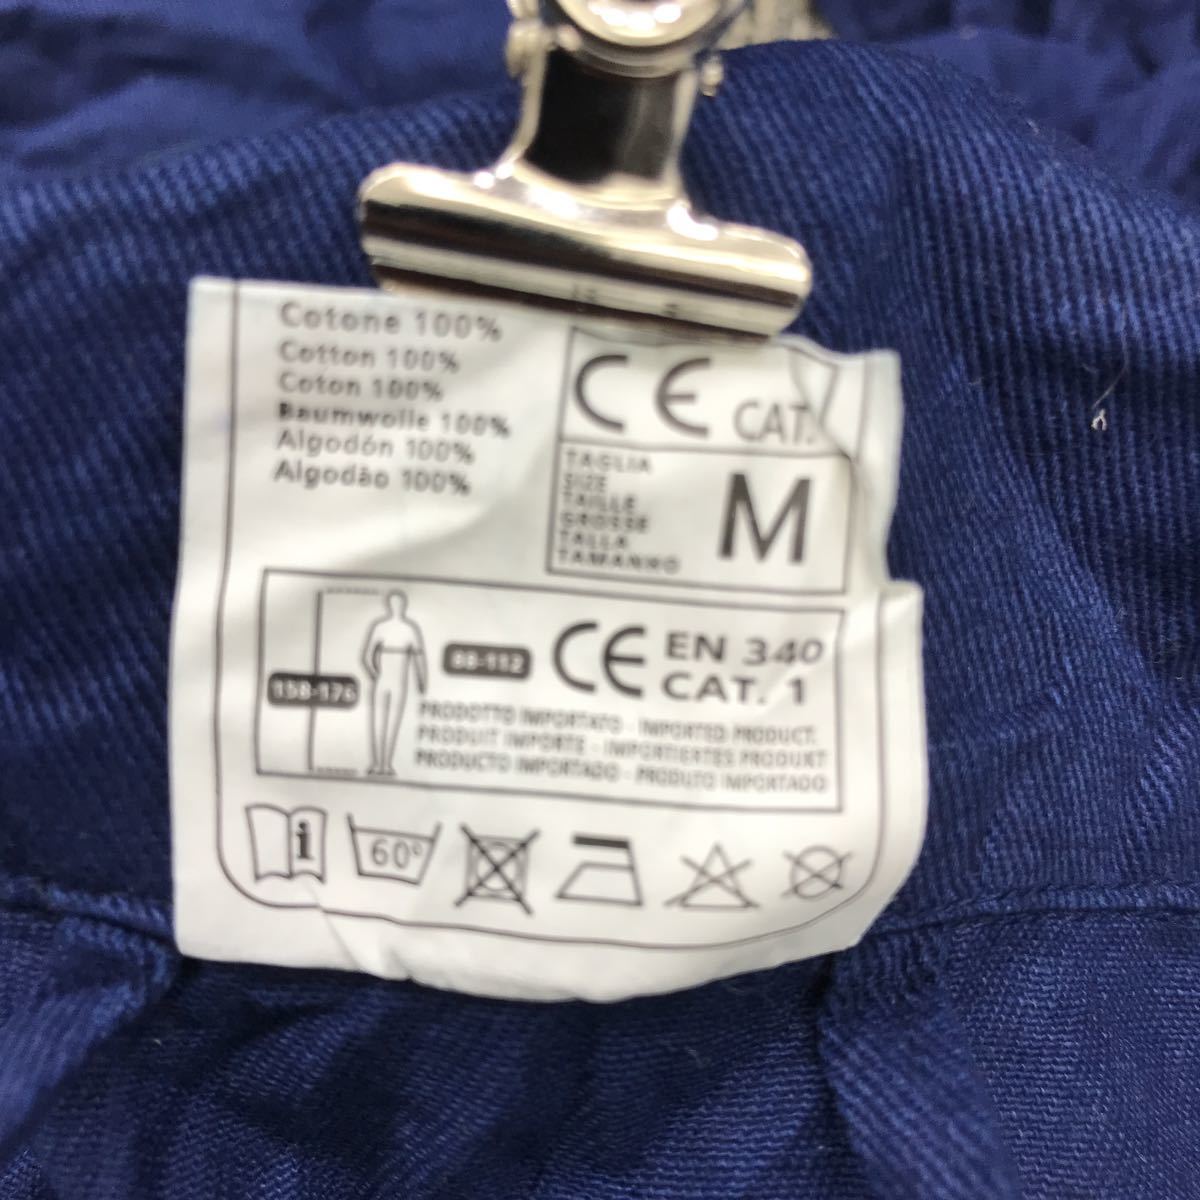 Cotone 100%
Cotton 100%
Coton 100%
Baumwolle 100%
Algodón 100%
Algodão 100%
CE CAT.
TAGLIA
SIZE
TAILLE
GROSSE
TALLA
TAMANHO
M
158-176
88-112
CE EN 340
CAT. 1
PRODOTTO IMPORTATO - IMPORTED PRODUCT.
PRODUIT IMPORTE - IMPORTIERTES PRODUKT
PRODUCTO IMPORTADO - PRODUTO IMPORTADO
i
60°